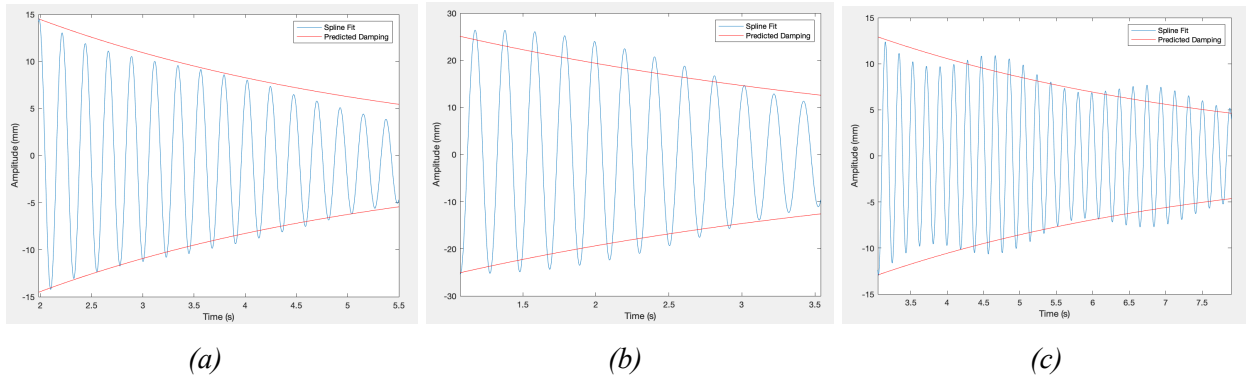 15
10
5
0
-5
-10
-15
2
2.5
3
3.5
4
4.5
5
5.5
Amplitude (mm)
Time (s)
Spline Fit
Predicted Damping
30
20
10
0
-10
-20
-30
1.5
2
2.5
3
3.5
Amplitude (mm)
Time (s)
Spline Fit
Predicted Damping
15
10
5
0
-5
-10
-15
3.5
4
4.5
5
5.5
6
6.5
7
7.5
Amplitude (mm)
Time (s)
Spline Fit
Predicted Damping
(a)
(b)
(c)